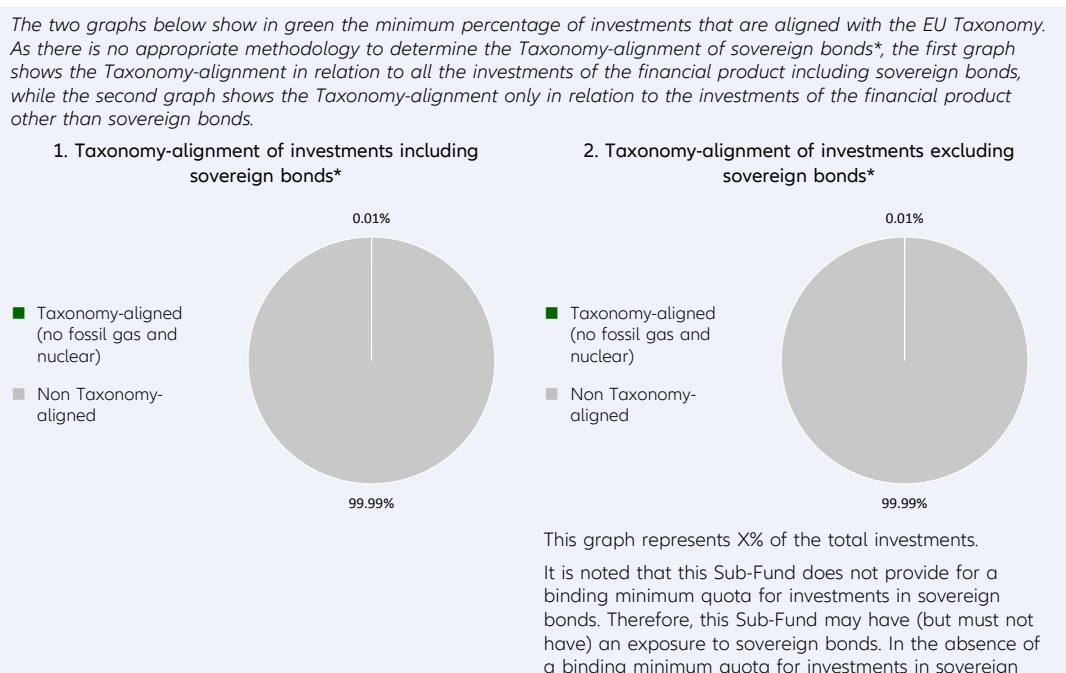 The two graphs below show in green the minimum percentage of investments that are aligned with the EU Taxonomy.
As there is no appropriate methodology to determine the Taxonomy-alignment of sovereign bonds*, the first graph
shows the Taxonomy-alignment in relation to all the investments of the financial product including sovereign bonds,
while the second graph shows the Taxonomy-alignment only in relation to the investments of the financial product
other than sovereign bonds.
1. Taxonomy-alignment of investments including
sovereign bonds*
0.01%
Taxonomy-aligned
(no fossil gas and
nuclear)
Non Taxonomy-
aligned
99.99%
2. Taxonomy-alignment of investments excluding
sovereign bonds*
0.01%
Taxonomy-aligned
(no fossil gas and
nuclear)
Non Taxonomy-
aligned
99.99%
This graph represents X% of the total investments.
It is noted that this Sub-Fund does not provide for a
binding minimum quota for investments in sovereign
bonds. Therefore, this Sub-Fund may have (but must not
have) an exposure to sovereign bonds. In the absence of
a binding minimum quota for investments in sovereign